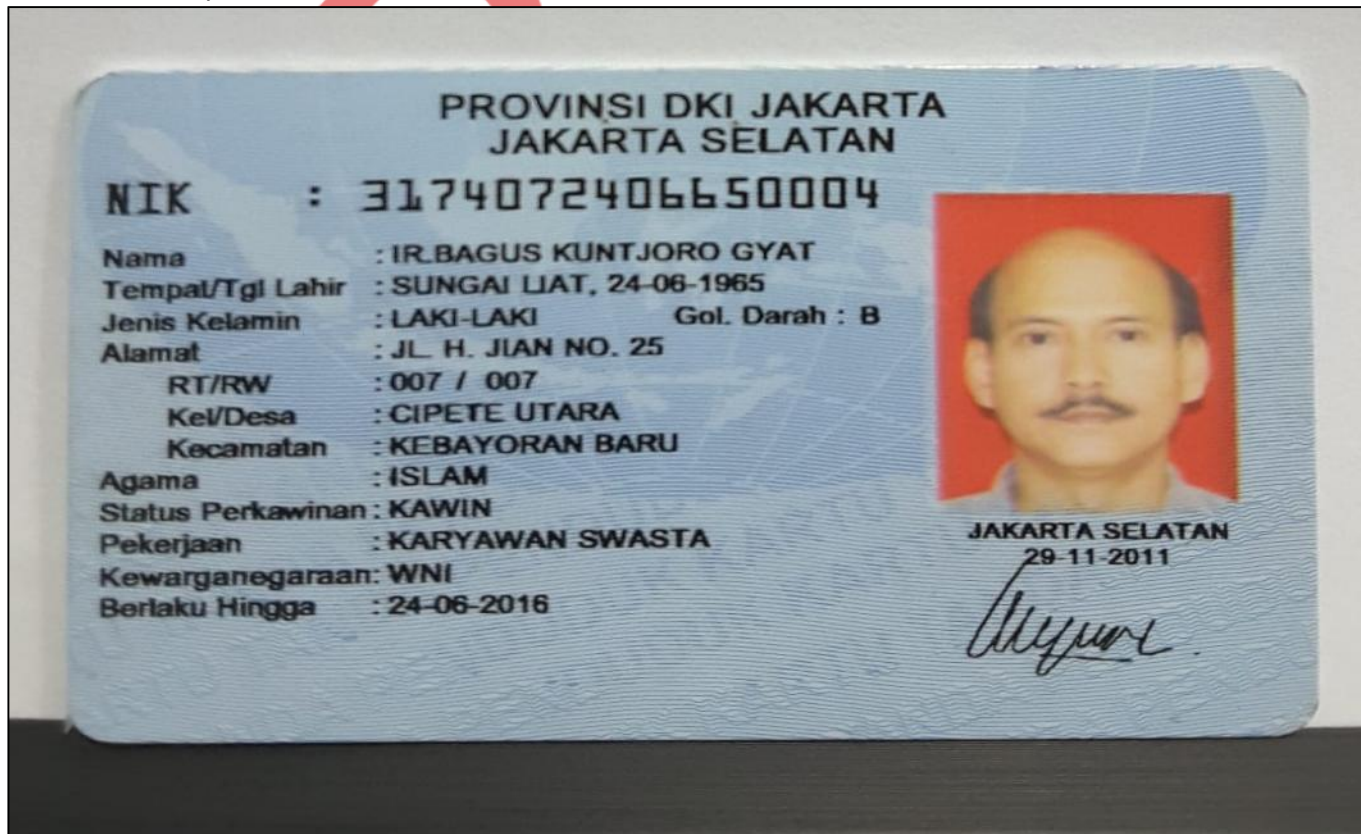 PROVINSI DKI JAKARTA
JAKARTA SELATAN
NIK : 3174072406650004
Nama : IR.BAGUS KUNTJORO GYAT
Tempat/Tgl Lahir : SUNGAI LIAT, 24-06-1965
Jenis Kelamin : LAKI-LAKI Gol. Darah : B
Alamat : JL. H. JIAN NO. 25
RT/RW : 007 / 007
Kel/Desa : CIPETE UTARA
Kecamatan : KEBAYORAN BARU
Agama : ISLAM
Status Perkawinan : KAWIN
Pekerjaan : KARYAWAN SWASTA
Kewarganegaraan : WNI
Berlaku Hingga : 24-06-2016
JAKARTA SELATAN
29-11-2011